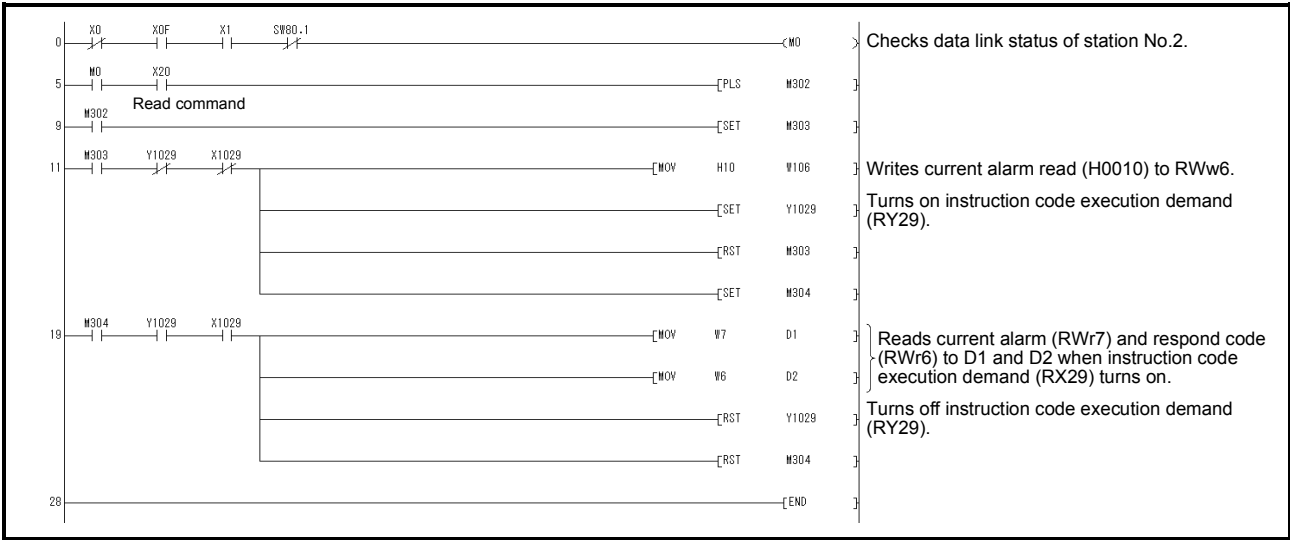 X0 X0F X1 SW80.1
0 (M0 ) Checks data link status of station No.2.
M0 X20
5 [PLS M302 ]
Read command
M302
9 [SET M303 ]
M303 Y1029 X1029
11 [MOV H10 W106 ] Writes current alarm read (H0010) to RWw6.
[SET Y1029 ] Turns on instruction code execution demand
(RY29).
[RST M303 ]
[SET M304 ]
M304 Y1029 X1029
19 [MOV W7 D1 ] Reads current alarm (RWr7) and respond code
(RWr6) to D1 and D2 when instruction code
[MOV W6 D2 ] execution demand (RX29) turns on.
[RST Y1029 ] Turns off instruction code execution demand
(RY29).
[RST M304 ]
28 [END ]